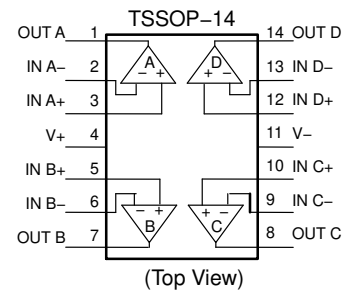 TSSOP−14
OUT A 1 14 OUT D
IN A− 2 A D 13 IN D−
− + + −
IN A+ 3 12 IN D+
V+ 4 11 V−
IN B+ 5 10 IN C+
IN B− 6 − + + − 9 IN C−
B C
OUT B 7 8 OUT C
(Top View)